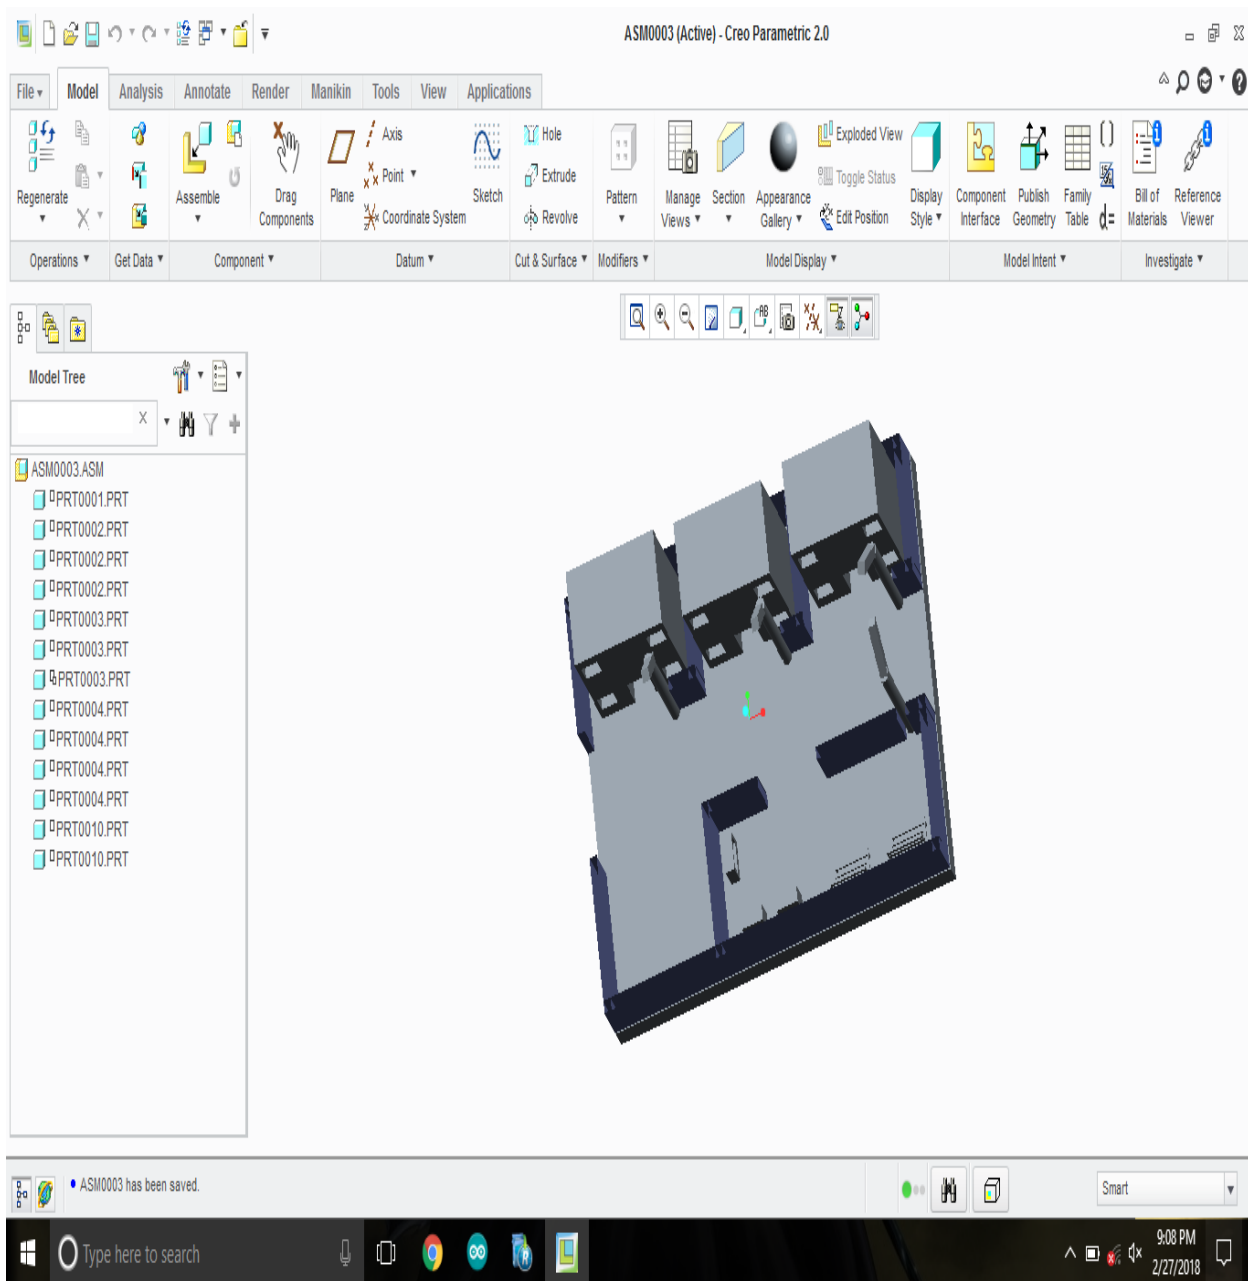 ASM0003 (Active) - Creo Parametric 2.0
File Model Analysis Annotate Render Manikin Tools View Applications
Regenerate
Assemble
Drag Components
Plane
Axis
Point
Coordinate System
Sketch
Hole
Extrude
Revolve
Pattern
Manage Views
Section
Appearance Gallery
Exploded View
Toggle Status
Edit Position
Display Style
Component Interface
Publish Geometry
Family Table
d=
Bill of Materials
Reference Viewer
Operations Get Data Component Datum Cut & Surface Modifiers Model Display Model Intent Investigate
Model Tree
ASM0003.ASM
PRT0001.PRT
PRT0002.PRT
PRT0002.PRT
PRT0002.PRT
PRT0003.PRT
PRT0003.PRT
PRT0003.PRT
PRT0004.PRT
PRT0004.PRT
PRT0004.PRT
PRT0004.PRT
PRT0010.PRT
PRT0010.PRT
ASM0003 has been saved.
Smart
Type here to search
9:08 PM
2/27/2018